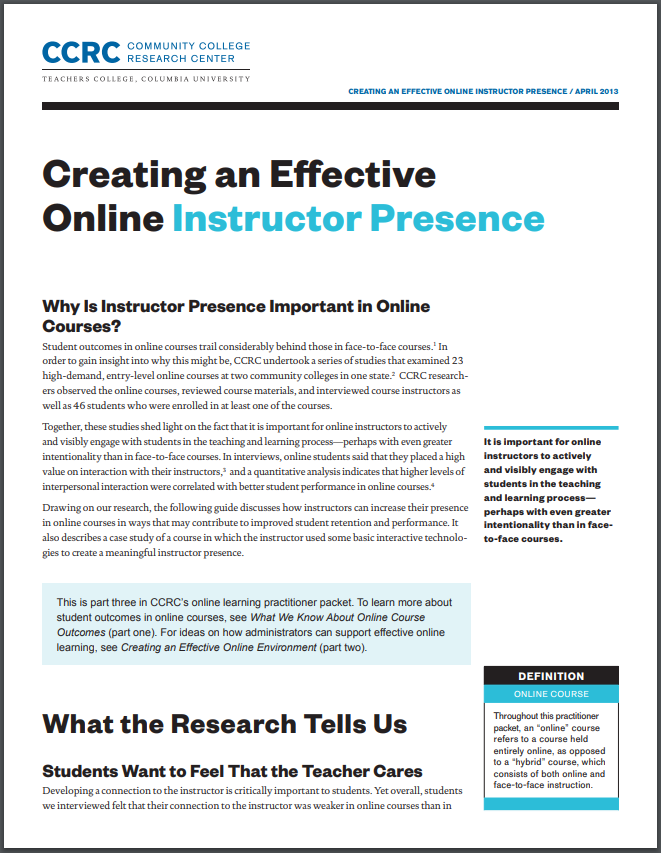 CCRC COMMUNITY COLLEGE
RESEARCH CENTER
TEACHERS COLLEGE, COLUMBIA UNIVERSITY
CREATING AN EFFECTIVE ONLINE INSTRUCTOR PRESENCE / APRIL 2013
Creating an Effective
Online Instructor Presence
Why Is Instructor Presence Important in Online
Courses?
Student outcomes in online courses trail considerably behind those in face-to-face courses.¹ In
order to gain insight into why this might be, CCRC undertook a series of studies that examined 23
high-demand, entry-level online courses at two community colleges in one state.² CCRC research-
ers observed the online courses, reviewed course materials, and interviewed course instructors as
well as 46 students who were enrolled in at least one of the courses.
Together, these studies shed light on the fact that it is important for online instructors to actively
and visibly engage with students in the teaching and learning process—perhaps with even greater
intentionality than in face-to-face courses. In interviews, online students said that they placed a high
value on interaction with their instructors,³ and a quantitative analysis indicates that higher levels of
interpersonal interaction were correlated with better student performance in online courses.⁴
Drawing on our research, the following guide discusses how instructors can increase their presence
in online courses in ways that may contribute to improved student retention and performance. It
also describes a case study of a course in which the instructor used some basic interactive technolo-
gies to create a meaningful instructor presence.
It is important for online
instructors to actively
and visibly engage with
students in the teaching
and learning process—
perhaps with even greater
intentionality than in face-
to-face courses.
This is part three in CCRC's online learning practitioner packet. To learn more about
student outcomes in online courses, see What We Know About Online Course
Outcomes (part one). For ideas on how administrators can support effective online
learning, see Creating an Effective Online Environment (part two).
What the Research Tells Us
Students Want to Feel That the Teacher Cares
Developing a connection to the instructor is critically important to students. Yet overall, students
we interviewed felt that their connection to the instructor was weaker in online courses than in
DEFINITION
ONLINE COURSE
Throughout this practitioner
packet, an “online” course
refers to a course held
entirely online, as opposed
to a “hybrid” course, which
consists of both online and
face-to-face instruction.